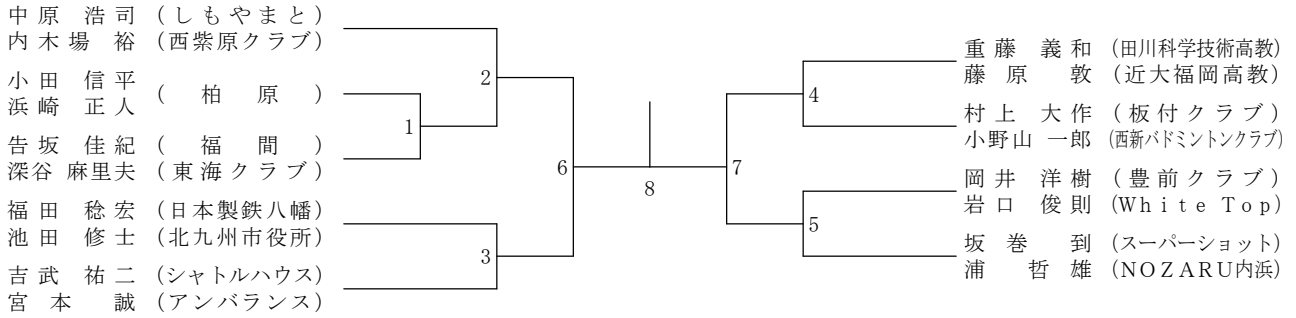 中原 浩司 (しもやまと)
内木場 裕 (西紫原クラブ)
小田 信平
浜崎 正人
(柏原)
告坂 佳紀 (福間)
深谷 麻里夫 (東海クラブ)
福田 稔宏 (日本製鉄八幡)
池田 修士 (北九州市役所)
吉武 祐二 (シャトルハウス)
宮本 誠 (アンバランス)
1
2
3
6
8
7
4
5
重藤 義和 (田川科学技術高教)
藤原 敦 (近大福岡高教)
村上 大作 (板付クラブ)
小野山 一郎 (西新バドミントンクラブ)
岡井 洋樹 (豊前クラブ)
岩口 俊則 (White Top)
坂巻 到 (スーパーショット)
浦 哲雄 (NOZARU内浜)